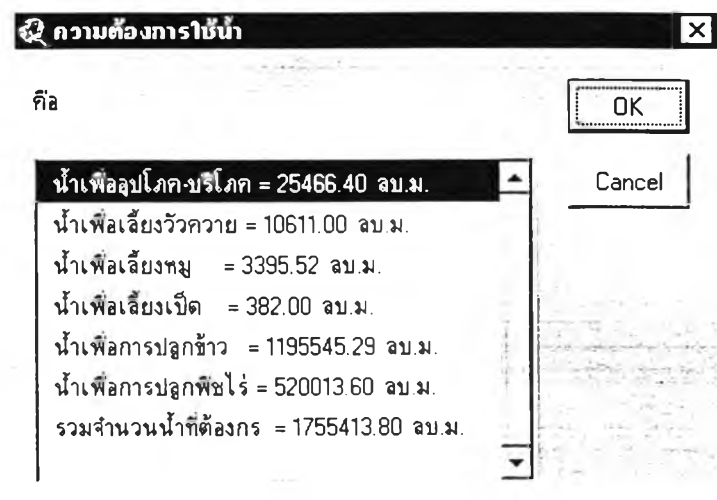 ความต้องการใช้น้ำ
คือ
OK
Cancel
น้ำเพื่ออุปโภค-บริโภค = 25466.40 ลบ.ม.
น้ำเพื่อเลี้ยงวัวควาย = 10611.00 ลบ.ม.
น้ำเพื่อเลี้ยงหมู = 3395.52 ลบ.ม.
น้ำเพื่อเลี้ยงเป็ด = 382.00 ลบ.ม.
น้ำเพื่อการปลูกข้าว = 1195545.29 ลบ.ม.
น้ำเพื่อการปลูกพืชไร่ = 520013.60 ลบ.ม.
รวมจำนวนน้ำที่ต้องกร = 1755413.80 ลบ.ม.